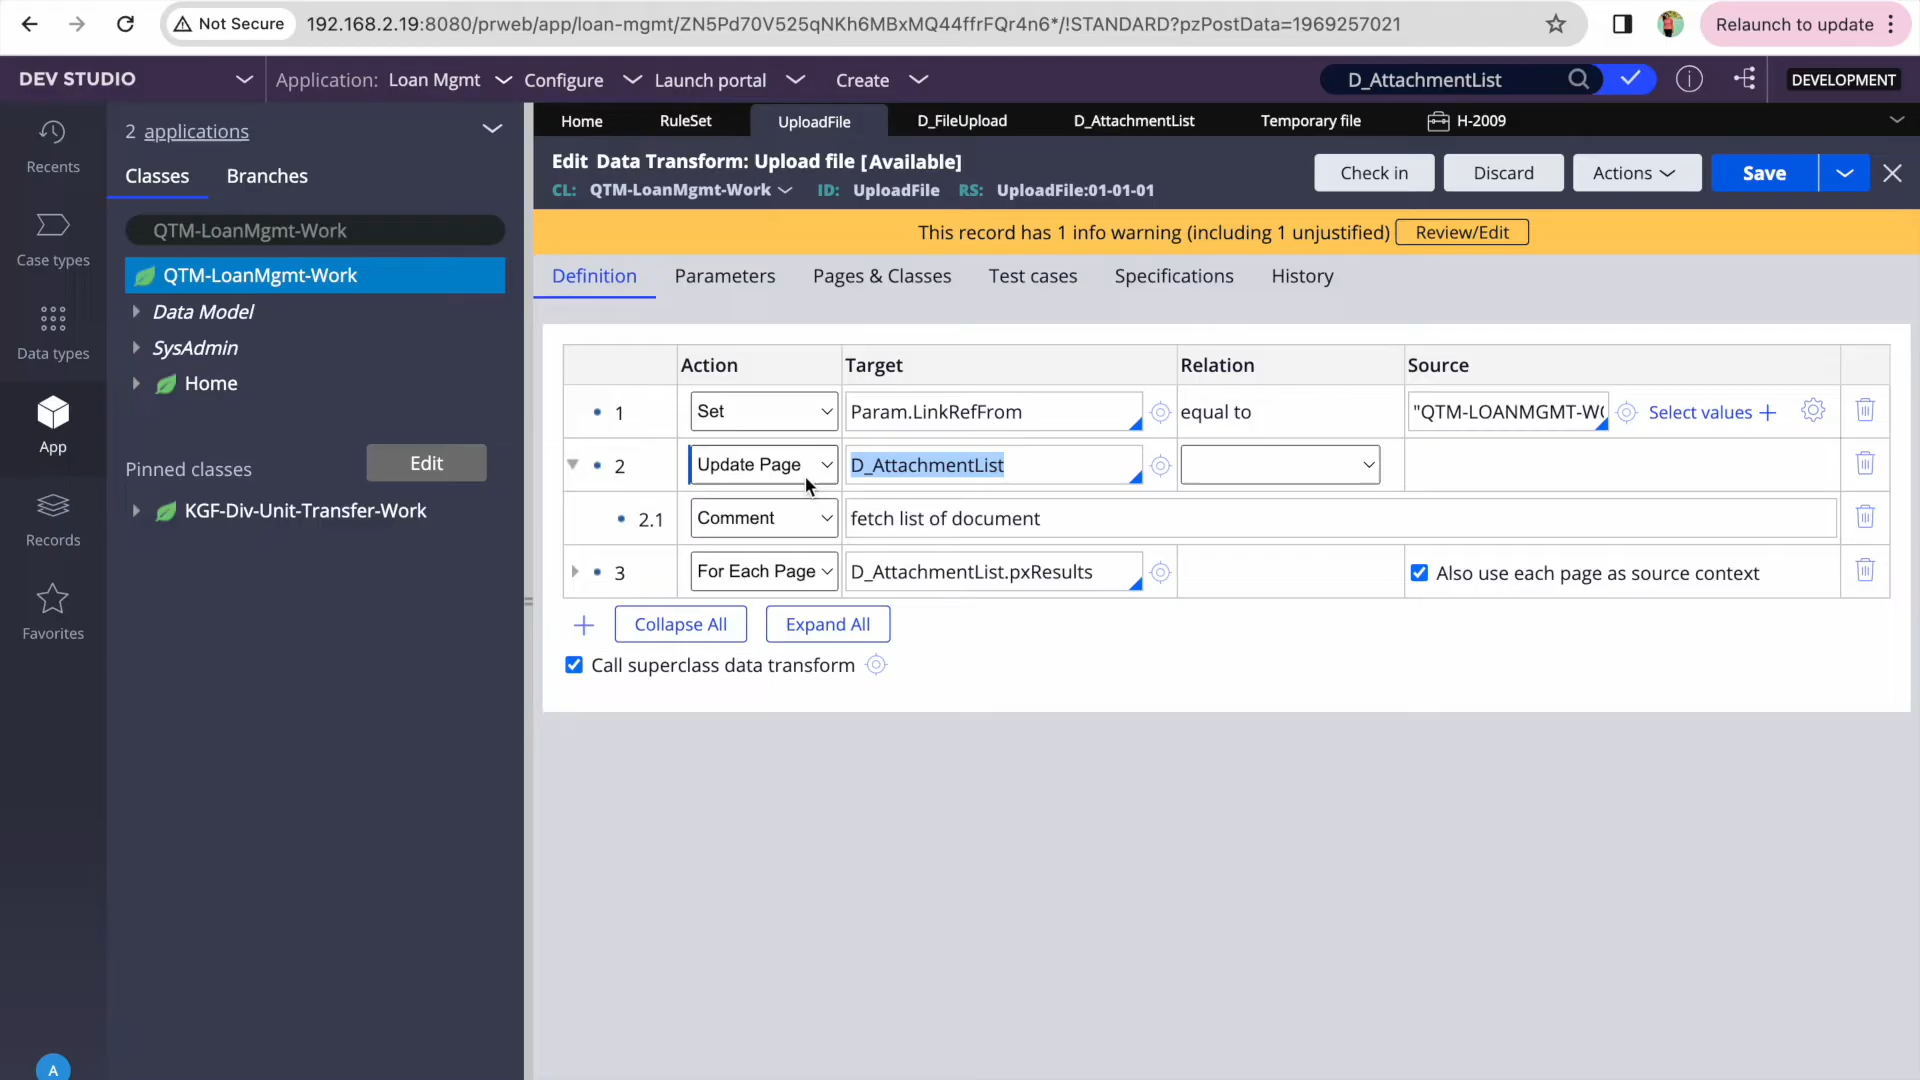 Not Secure 192.168.2.19:8080/prweb/app/loan-mgmt/ZN5Pd70V525qNKh6MBxMQ44ffrFQr4n6*/!STANDARD?pzPostData=1969257021 Relaunch to update
DEV STUDIO Application: Loan Mgmt Configure Launch portal Create D_AttachmentList DEVELOPMENT
Recents
Case types
Data types
App
Records
Favorites
A
2 applications
Classes Branches
QTM-LoanMgmt-Work
QTM-LoanMgmt-Work
Data Model
SysAdmin
Home
Pinned classes Edit
KGF-Div-Unit-Transfer-Work
Home RuleSet UploadFile D_FileUpload D_AttachmentList Temporary file H-2009
Edit Data Transform: Upload file [Available]
CL: QTM-LoanMgmt-Work ID: UploadFile RS: UploadFile:01-01-01
Check in Discard Actions Save
This record has 1 info warning (including 1 unjustified) Review/Edit
Definition Parameters Pages & Classes Test cases Specifications History
Action Target Relation Source
1 Set Param.LinkRefFrom equal to "QTM-LOANMGMT-WO Select values
2 Update Page D_AttachmentList
2.1 Comment fetch list of document
3 For Each Page D_AttachmentList.pxResults Also use each page as source context
Collapse All Expand All
Call superclass data transform